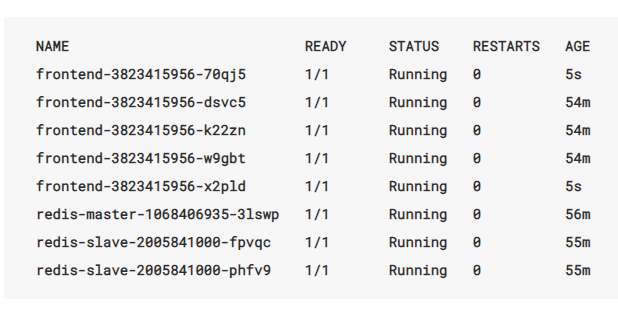 NAME READY STATUS RESTARTS AGE
frontend-3823415956-70qj5 1/1 Running 0 5s
frontend-3823415956-dsvc5 1/1 Running 0 54m
frontend-3823415956-k22zn 1/1 Running 0 54m
frontend-3823415956-w9gbt 1/1 Running 0 54m
frontend-3823415956-x2pld 1/1 Running 0 5s
redis-master-1068406935-3lswp 1/1 Running 0 56m
redis-slave-2005841000-fpvqc 1/1 Running 0 55m
redis-slave-2005841000-phfv9 1/1 Running 0 55m